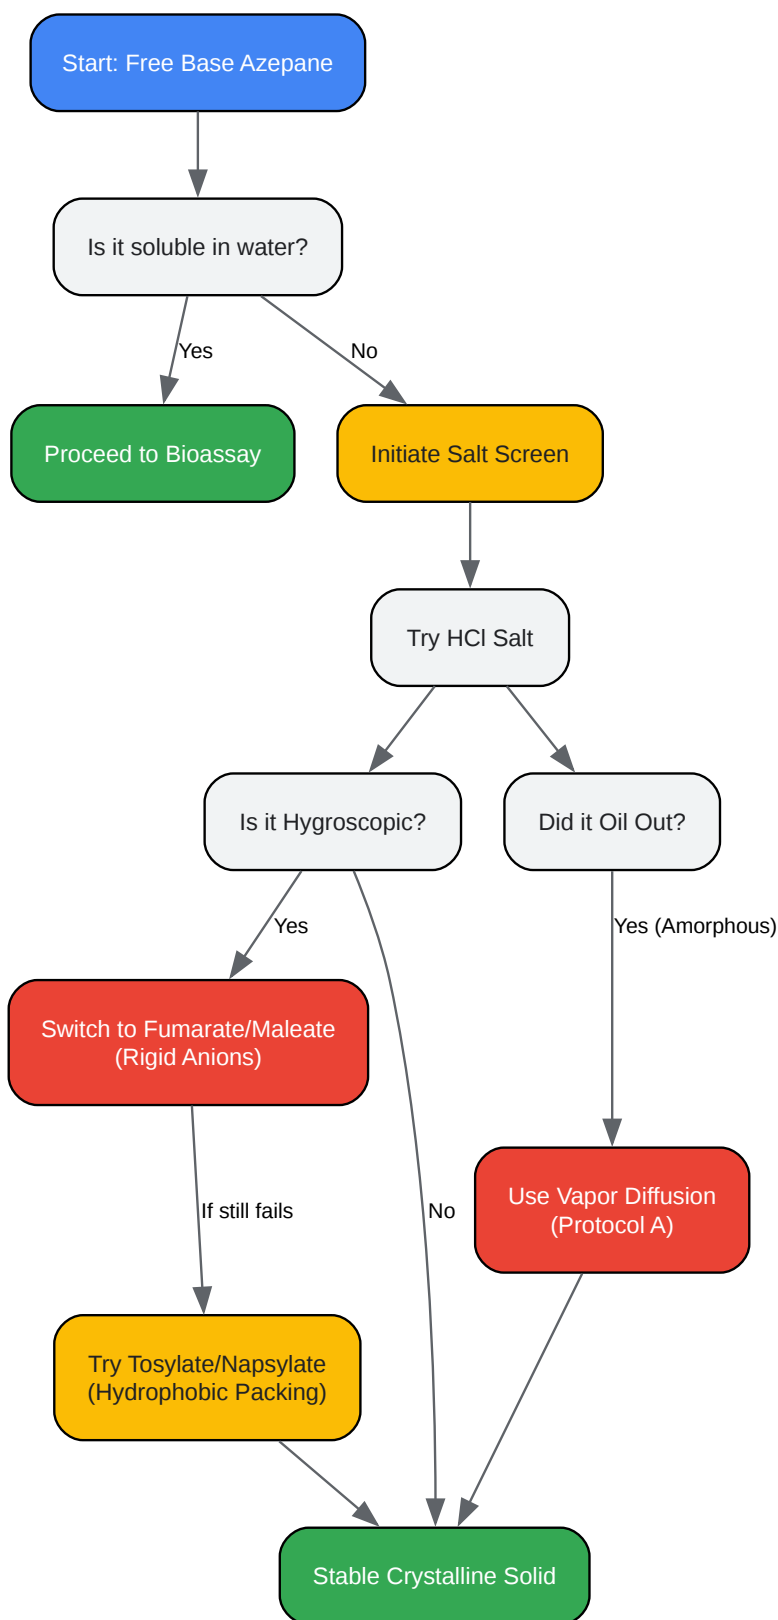 Start: Free Base Azepane
Is it soluble in water?
Yes
No
Proceed to Bioassay
Initiate Salt Screen
Try HCl Salt
Is it Hygroscopic?
Did it Oil Out?
Yes
Yes (Amorphous)
Switch to Fumarate/Maleate
(Rigid Anions)
Use Vapor Diffusion
(Protocol A)
If still fails
No
Try Tosylate/Napsylate
(Hydrophobic Packing)
Stable Crystalline Solid